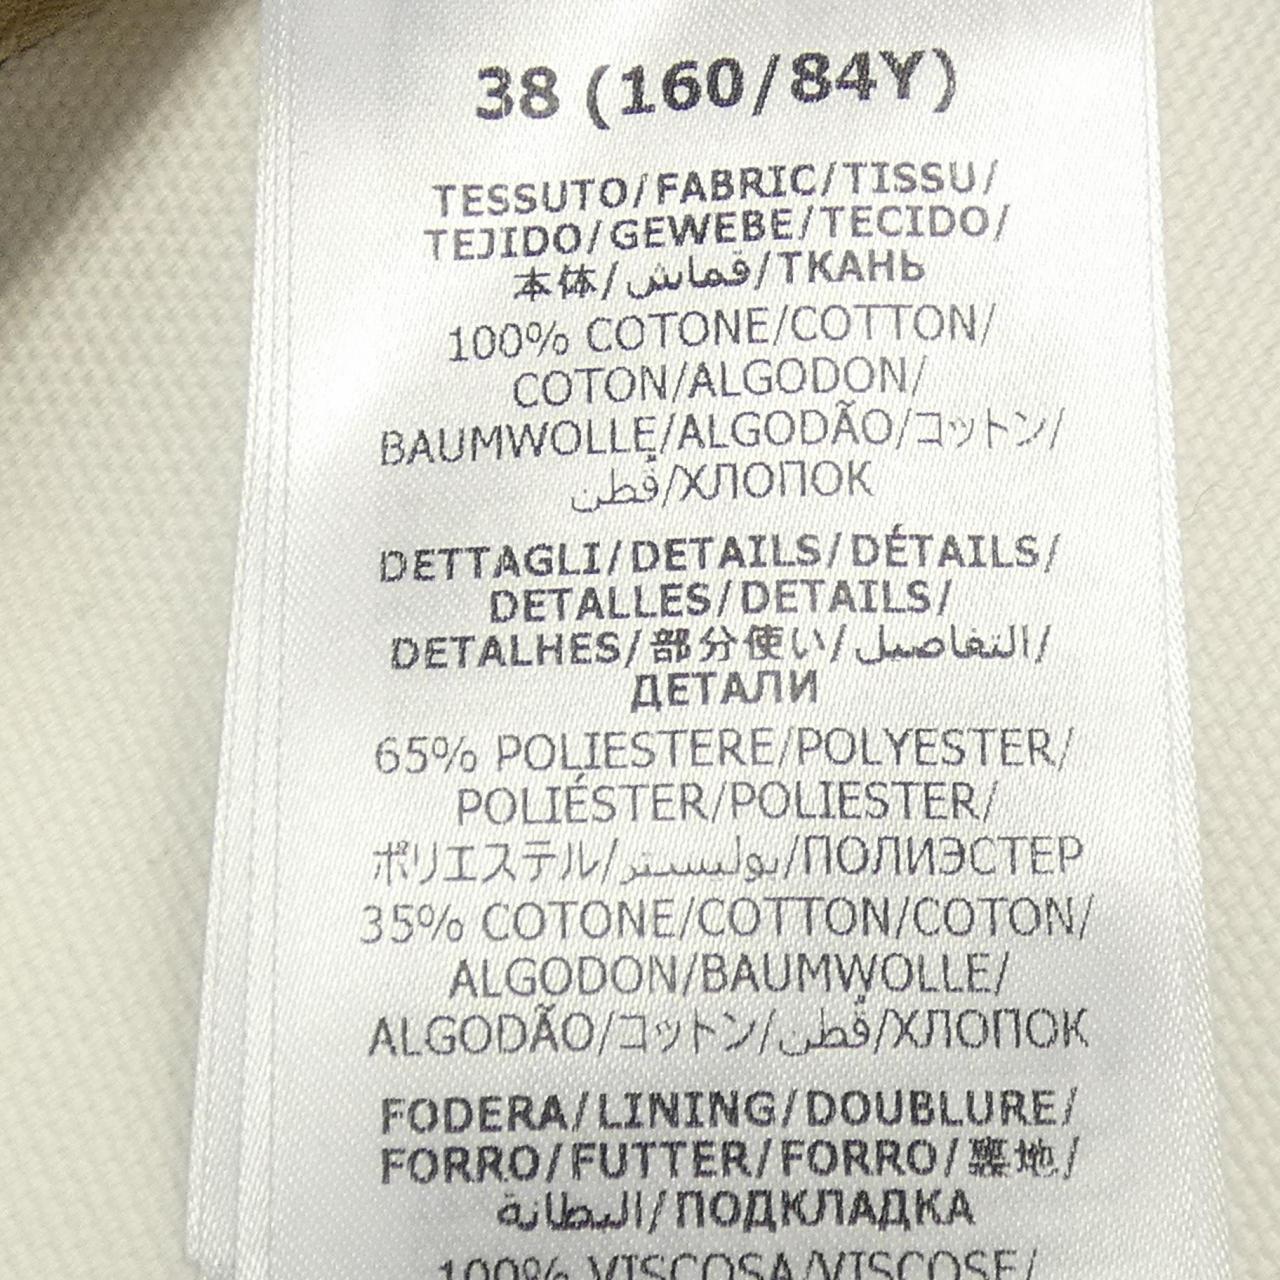 38 (160/84Y)
TESSUTO/FABRIC/TISSU/
TEJIDO/GEWEBE/TECIDO/
本体/قماش/ТКАНЬ
100% COTONE/COTTON/
COTON/ALGODON/
BAUMWOLLE/ALGODÃO/コットン/
قطن/ХЛОПОК
DETTAGLI/DETAILS/DÉTAILS/
DETALLES/DETAILS/
DETALHES/部分使い/التفاصيل/
ДЕТАЛИ
65% POLIESTERE/POLYESTER/
POLIÉSTER/POLIESTER/
ポリエステル/بوليستر/ПОЛИЭСТЕР
35% COTONE/COTTON/COTON/
ALGODON/BAUMWOLLE/
ALGODÃO/コットン/قطن/ХЛОПОК
FODERA/LINING/DOUBLURE/
FORRO/FUTTER/FORRO/裏地/
البطانة/ПОДКЛАДКА
100% VISCOSA/VISCOSE/